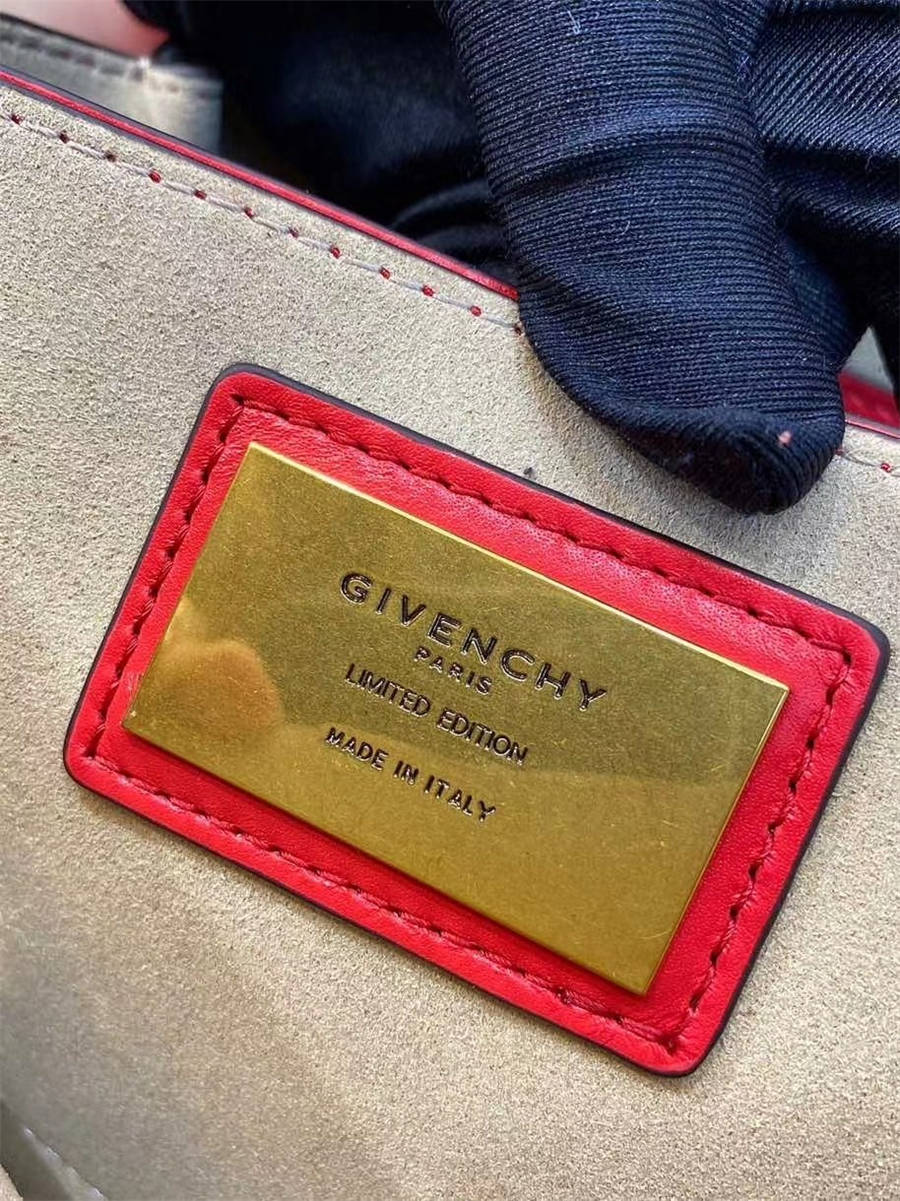 GIVENCHY
PARIS
LIMITED EDITION
MADE IN ITALY